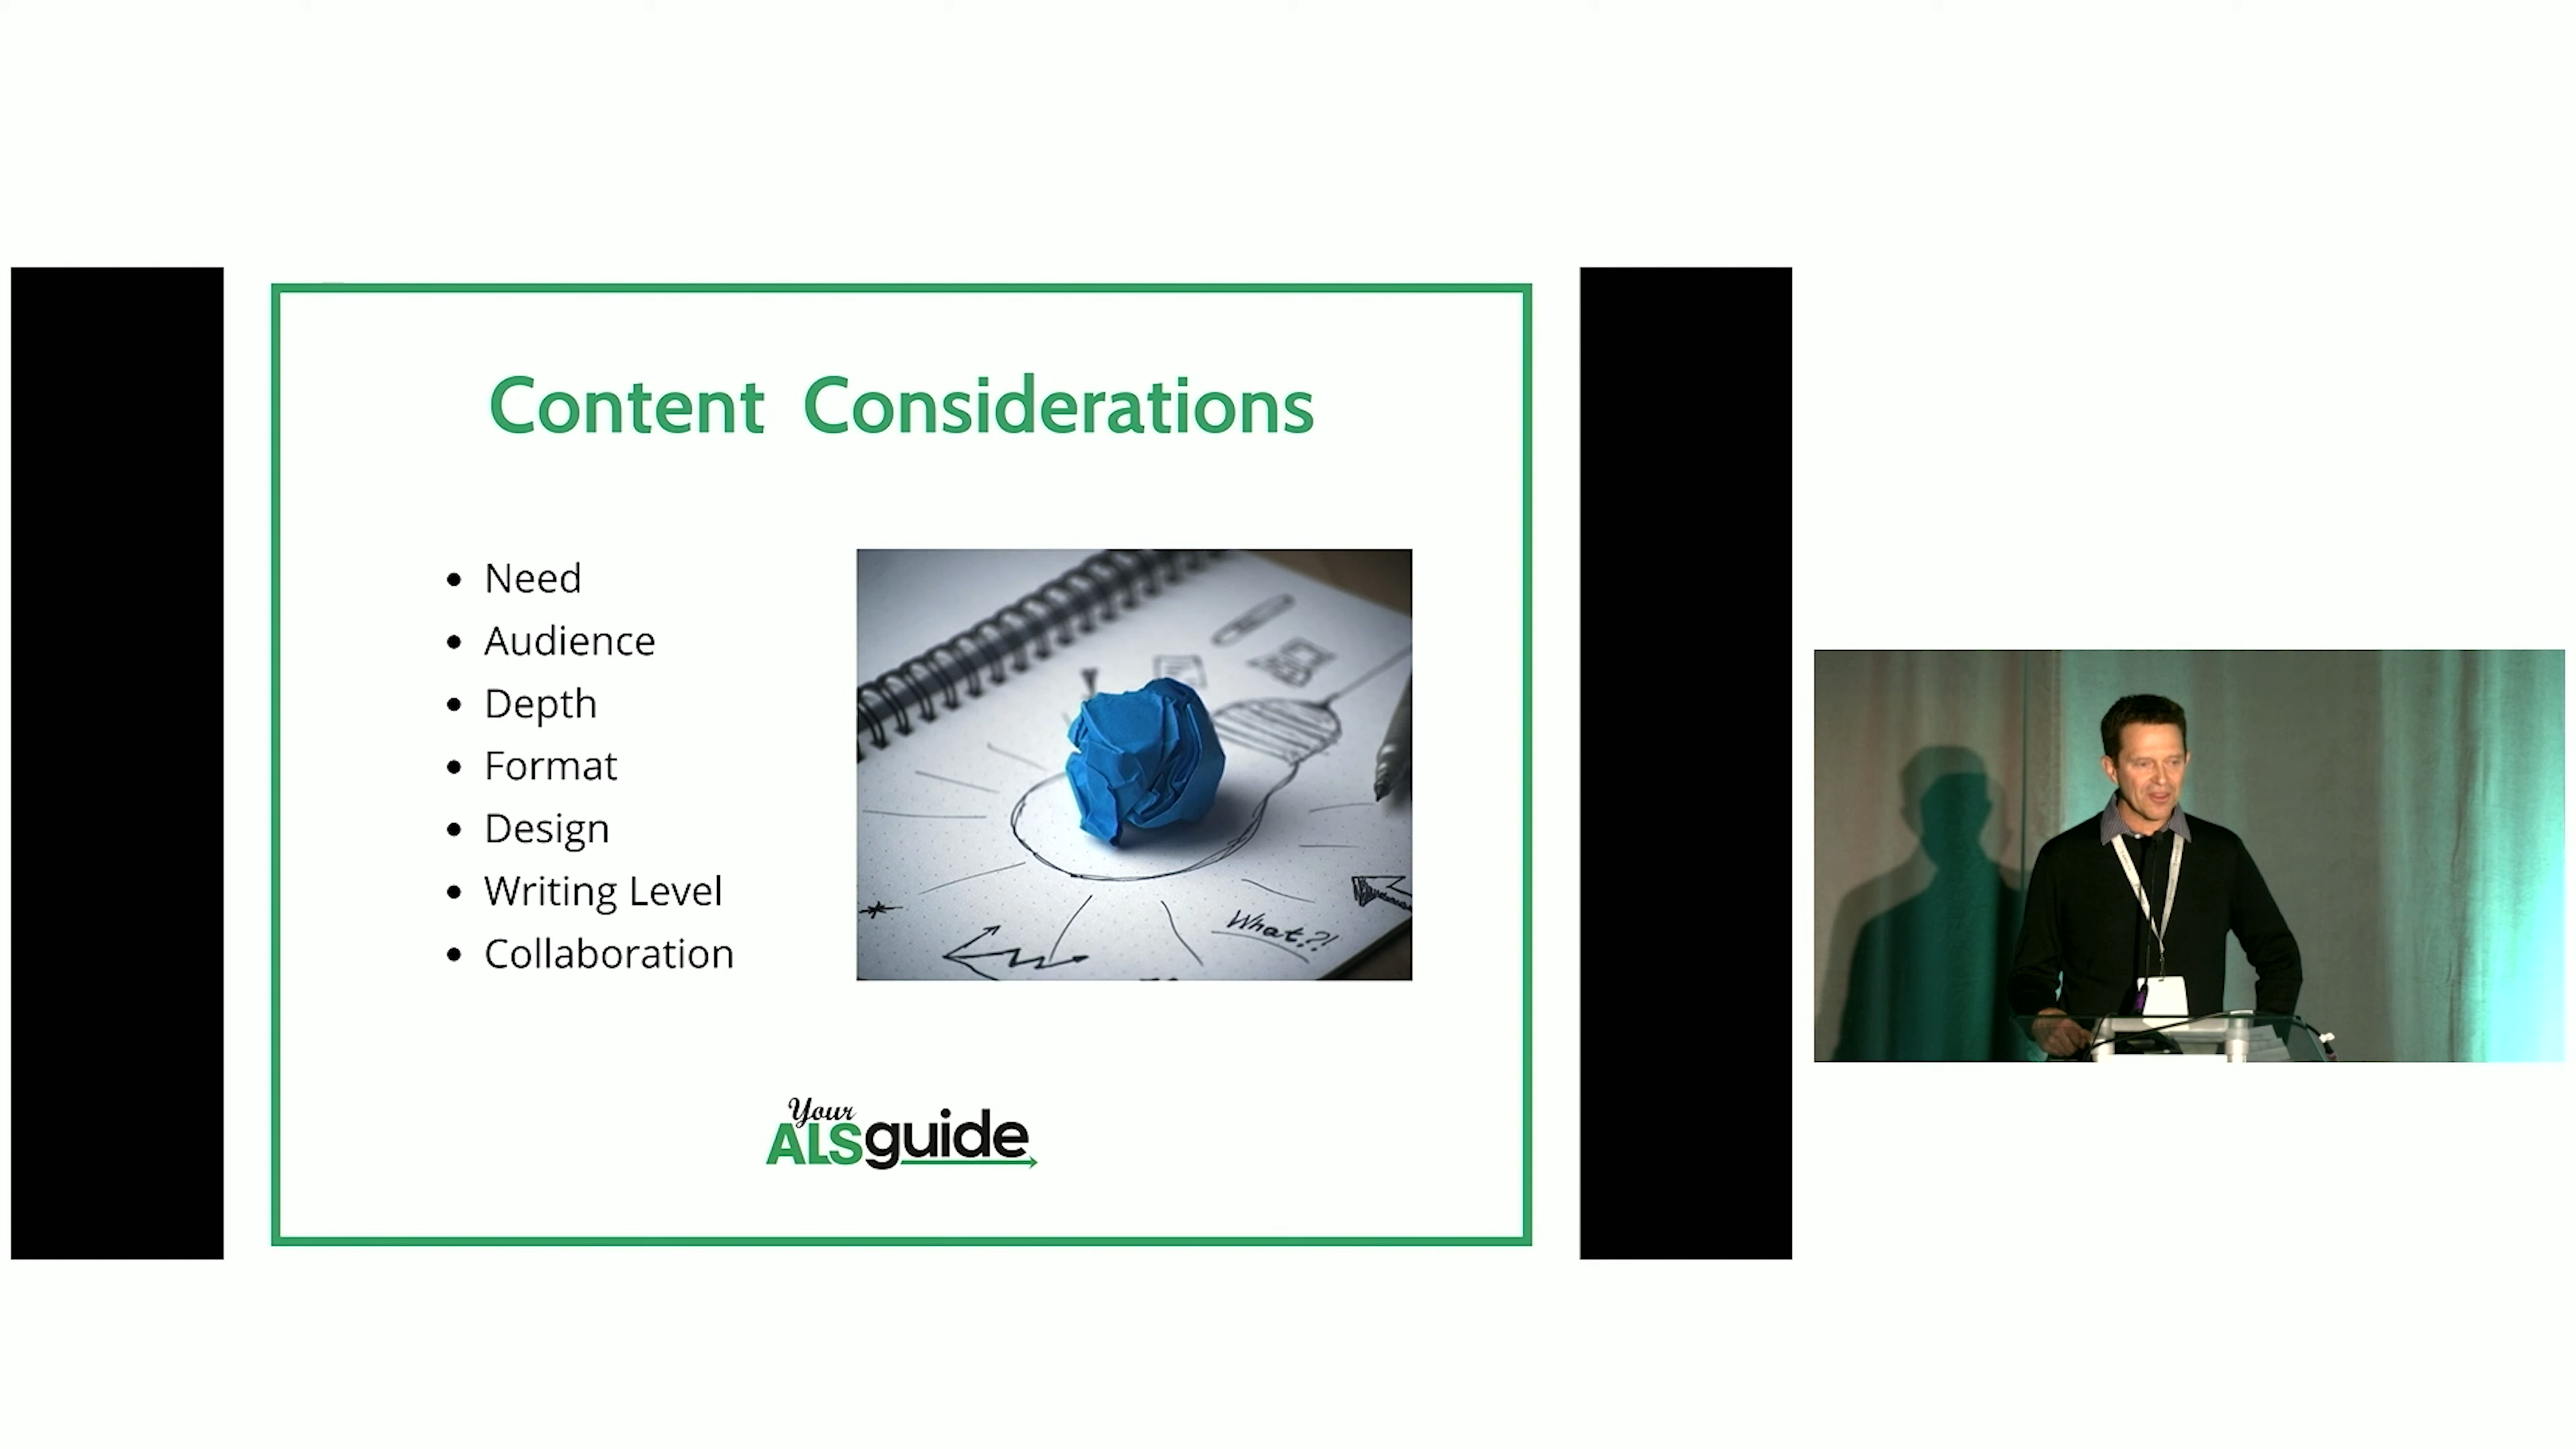 Content Considerations
Need
Audience
Depth
Format
Design
Writing Level
Collaboration
What?!
Your
ALSguide